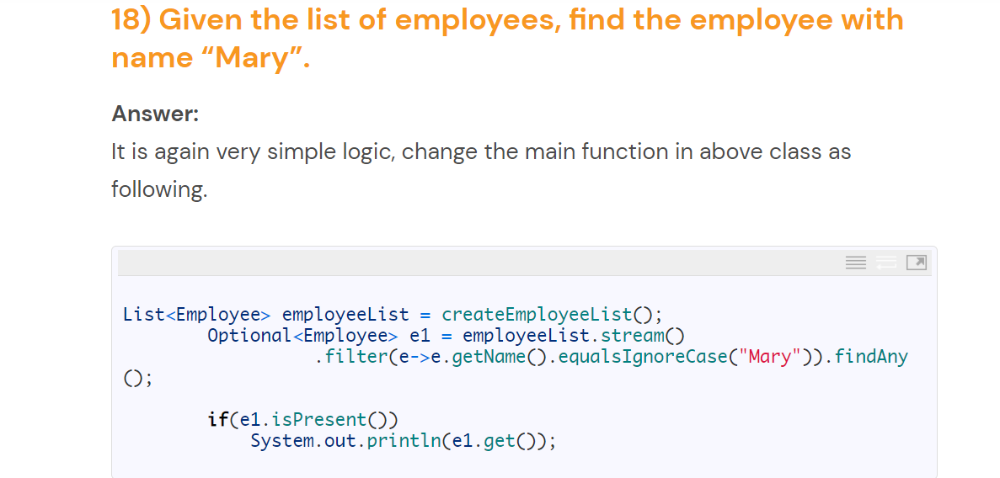 18) Given the list of employees, find the employee with
name “Mary”.
Answer:
It is again very simple logic, change the main function in above class as
following.
List<Employee> employeeList = createEmployeeList();
Optional<Employee> e1 = employeeList.stream()
.filter(e->e.getName().equalsIgnoreCase("Mary")).findAny
();
if(e1.isPresent())
System.out.println(e1.get());